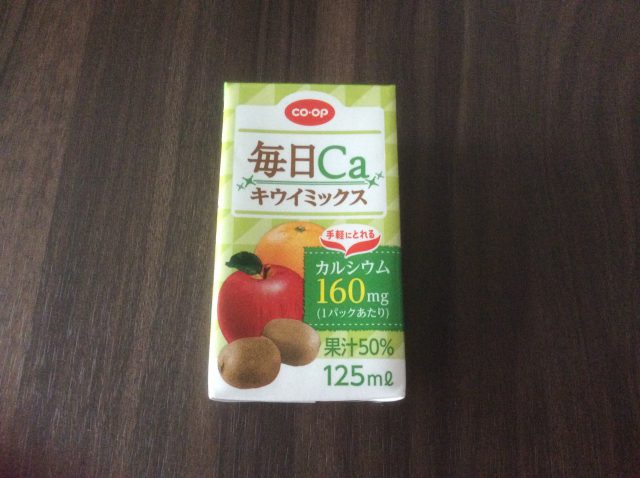 CO·OP
毎日Ca
キウイミックス
手軽にとれる
カルシウム
160mg
(1パックあたり)
果汁50%
125mℓ